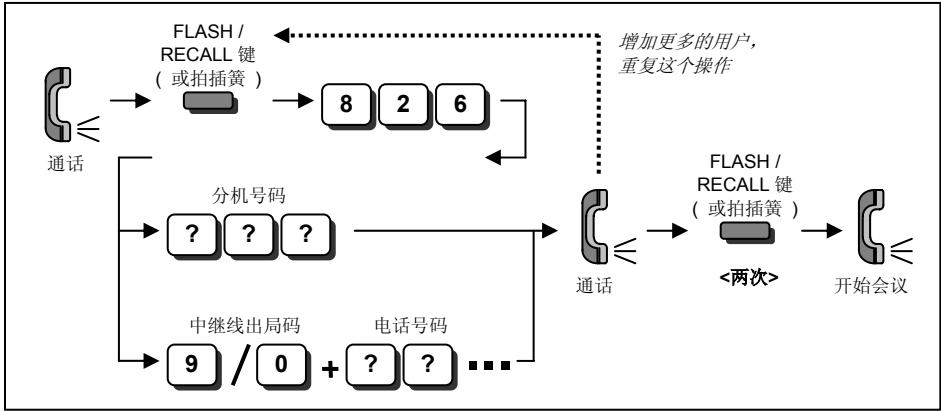 FLASH /
RECALL 键
( 或拍插簧 )
增加更多的用户，
重复这个操作
8 2 6
通话
分机号码
? ? ?
FLASH /
RECALL 键
( 或拍插簧 )
<两次>
通话
开始会议
中继线出局码
电话号码
9 / 0 + ? ? ...